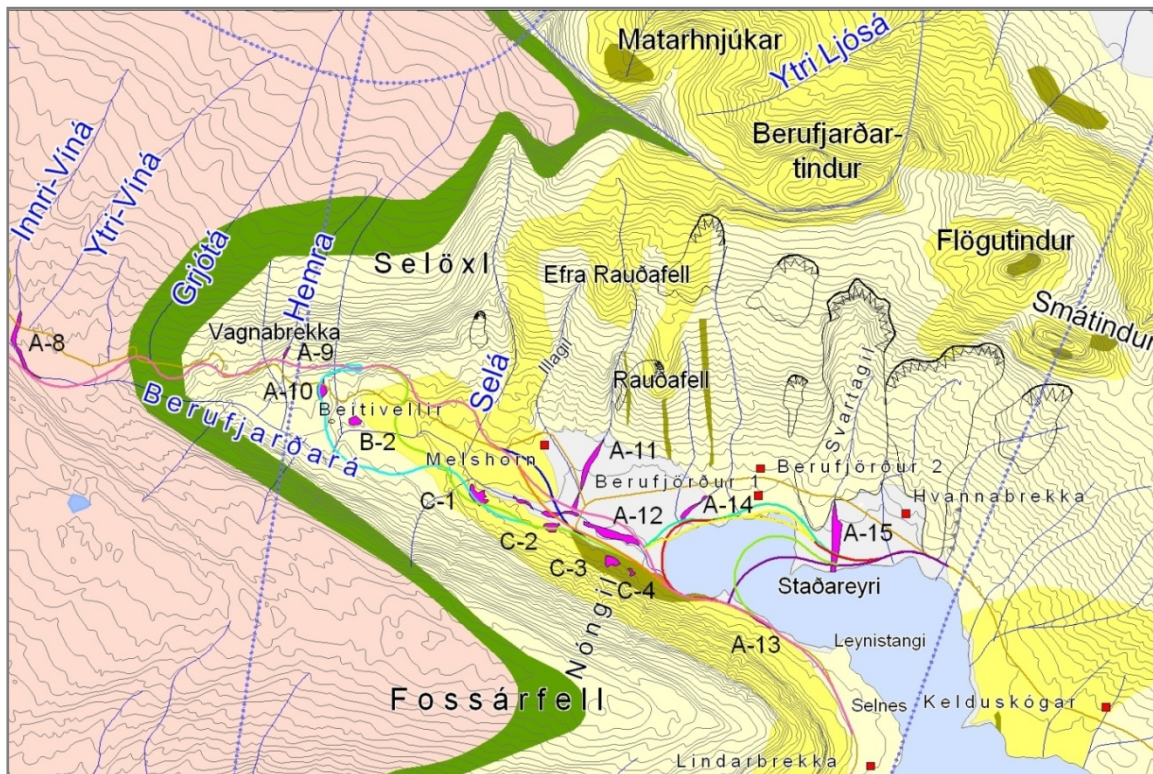 Matarhnjúkar
Ytri Ljósá
Berufjarðar-
tindur
Innri-Víná
Ytri-Víná
Grjótá
Hemra
Selöxl
Efra Rauðafell
Flögutindur
Smátindur
Vagnabrekka
A-8
A-9
Selá
Illagil
Rauðafell
Svartagil
A-10
Beitivellir
Berufjarðará
B-2
Melshorn
A-11
Berufjörður 2
Berufjörður 1
Hvannabrekka
C-1
A-12
A-14
A-15
C-2
C-3
C-4
Staðareyri
Nóngil
A-13
Leynistangi
Fossárfell
Selnes
Kelduskógar
Lindarbrekka